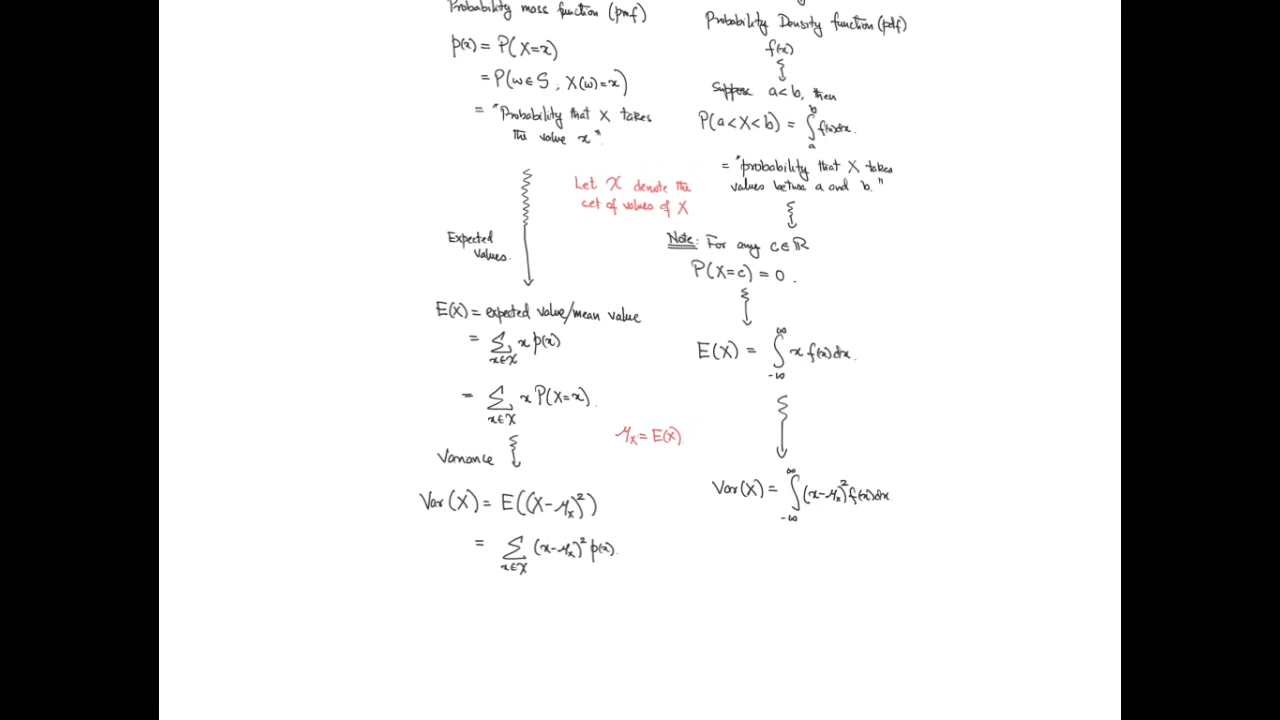 Probability mass function (pmf)
p(x) = P(X=x)
= P(ω ∈ S, X(ω)=x)
= "Probability that X takes
the value x"
Expected
values.
E(X) = expected value/mean value
= ∑ x p(x)
x∈𝒳
= ∑ x P(X=x).
x∈𝒳
Variance
Var(X) = E((X-μ_X)²)
= ∑ (x-μ_X)² p(x).
x∈𝒳
Let 𝒳 denote the
set of values of X
μ_X = E(X)
Probability Density function (pdf)
f(x)
Suppose a<b, then
P(a<X<b) = ∫_a^b f(x)dx.
= "probability that X takes
values between a and b."
Note: For any c∈ℝ
P(X=c) = 0.
E(X) = ∫_{-∞}^{∞} x f(x)dx.
Var(X) = ∫_{-∞}^{∞} (x-μ_X)² f(x)dx